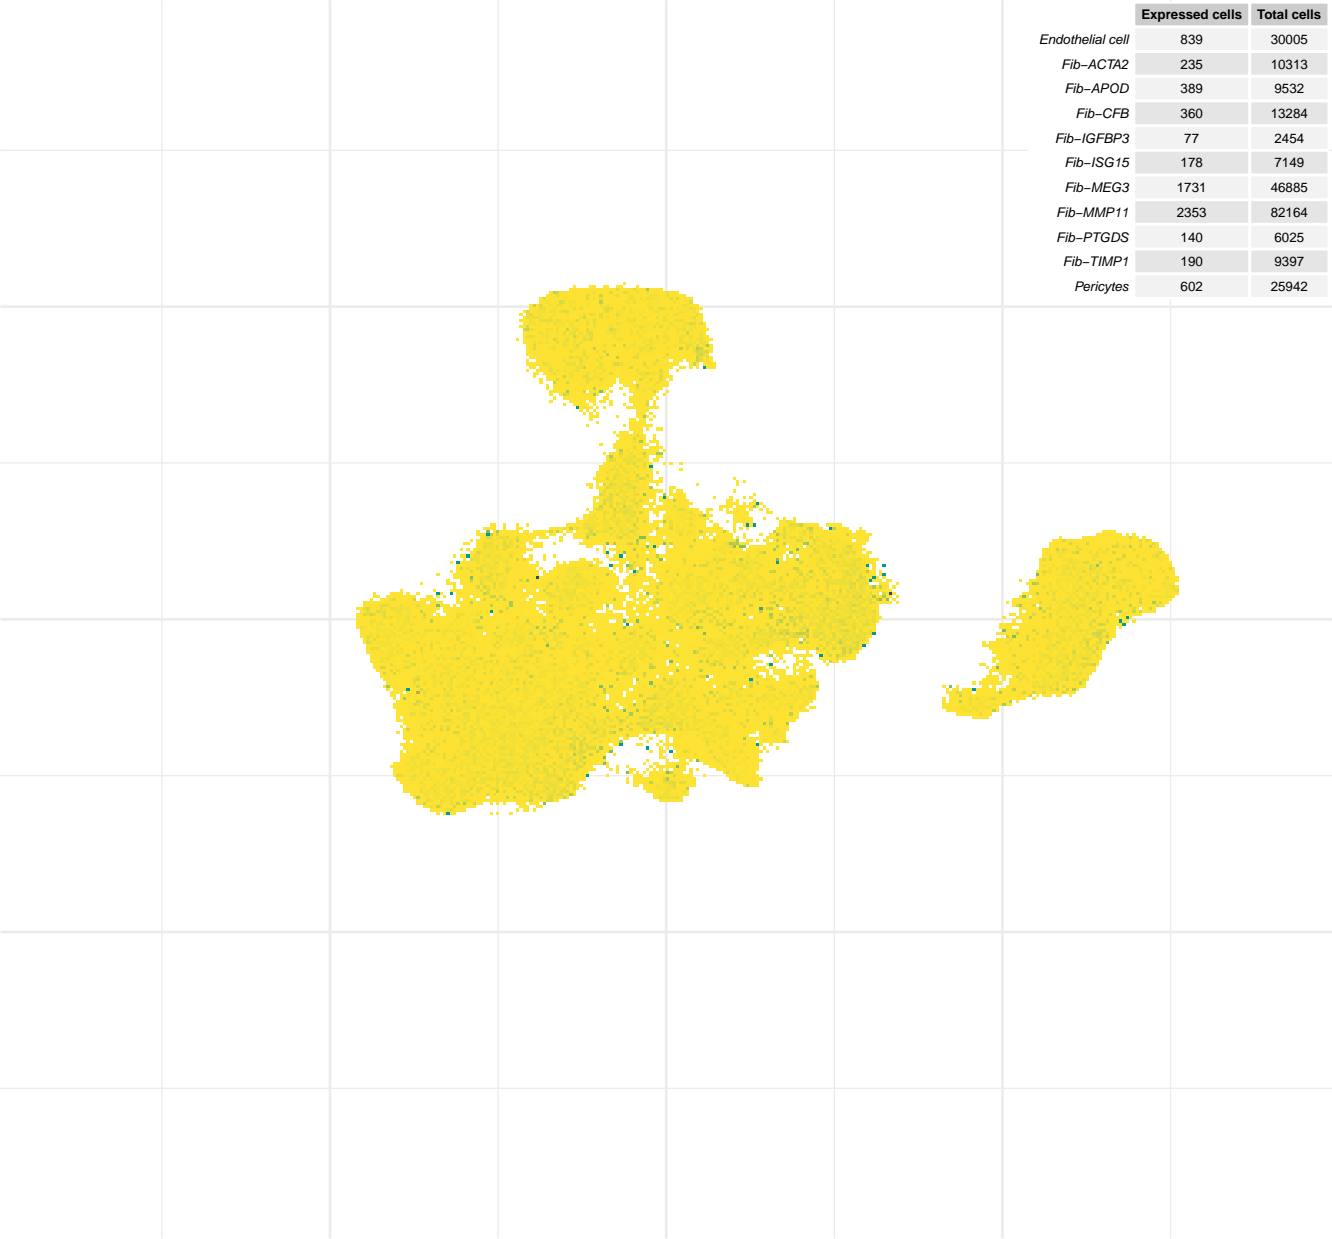 Expressed cells Total cells
Endothelial cell 839 30005
Fib−ACTA2 235 10313
Fib−APOD 389 9532
Fib−CFB 360 13284
Fib−IGFBP3 77 2454
Fib−ISG15 178 7149
Fib−MEG3 1731 46885
Fib−MMP11 2353 82164
Fib−PTGDS 140 6025
Fib−TIMP1 190 9397
Pericytes 602 25942